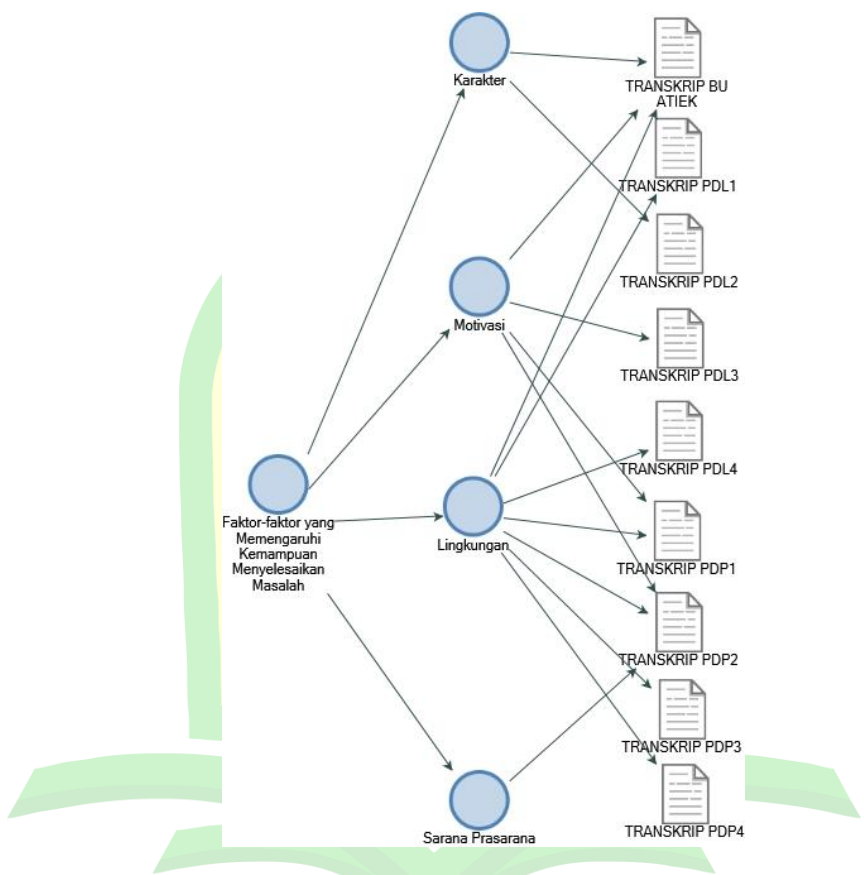 Karakter
TRANSKRIP BU
ATIEK
TRANSKRIP PDL1
TRANSKRIP PDL2
Motivasi
TRANSKRIP PDL3
TRANSKRIP PDL4
Faktor-faktor yang
Memengaruhi
Kemampuan
Menyelesaikan
Masalah
Lingkungan
TRANSKRIP PDP1
TRANSKRIP PDP2
TRANSKRIP PDP3
Sarana Prasarana
TRANSKRIP PDP4